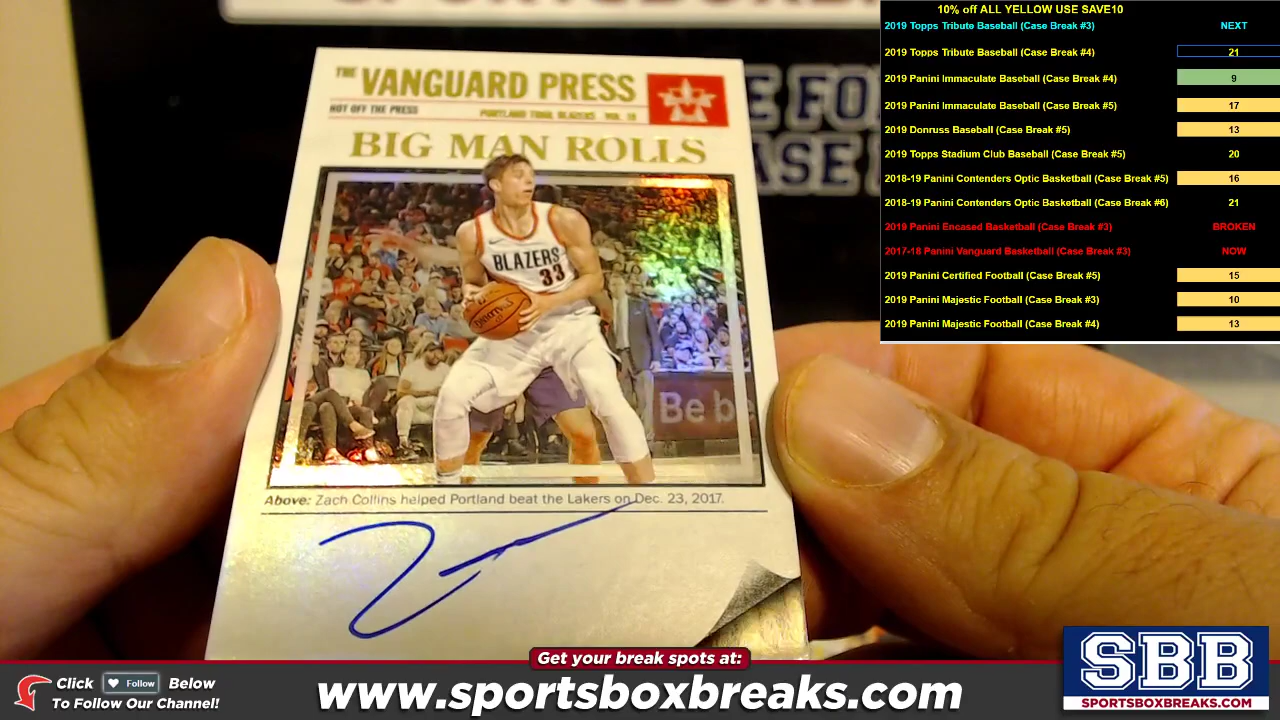 10% off ALL YELLOW USE SAVE10
2019 Topps Tribute Baseball (Case Break #3) NEXT
2019 Topps Tribute Baseball (Case Break #4) 21
2019 Panini Immaculate Baseball (Case Break #4) 9
2019 Panini Immaculate Baseball (Case Break #5) 17
2019 Donruss Baseball (Case Break #5) 13
2019 Topps Stadium Club Baseball (Case Break #5) 20
2018-19 Panini Contenders Optic Basketball (Case Break #5) 16
2018-19 Panini Contenders Optic Basketball (Case Break #6) 21
2019 Panini Encased Basketball (Case Break #3) BROKEN
2017-18 Panini Vanguard Basketball (Case Break #3) NOW
2019 Panini Certified Football (Case Break #5) 15
2019 Panini Majestic Football (Case Break #3) 10
2019 Panini Majestic Football (Case Break #4) 13
THE VANGUARD PRESS
HOT OFF THE PRESS PORTLAND TRAIL BLAZERS
BIG MAN ROLLS
BLAZERS
33
SPALDING
Be be
Above: Zach Collins helped Portland beat the Lakers on Dec. 23, 2017.
Get your break spots at:
Click Follow Below
To Follow Our Channel!
www.sportsboxbreaks.com
SBB
SPORTSBOXBREAKS.COM